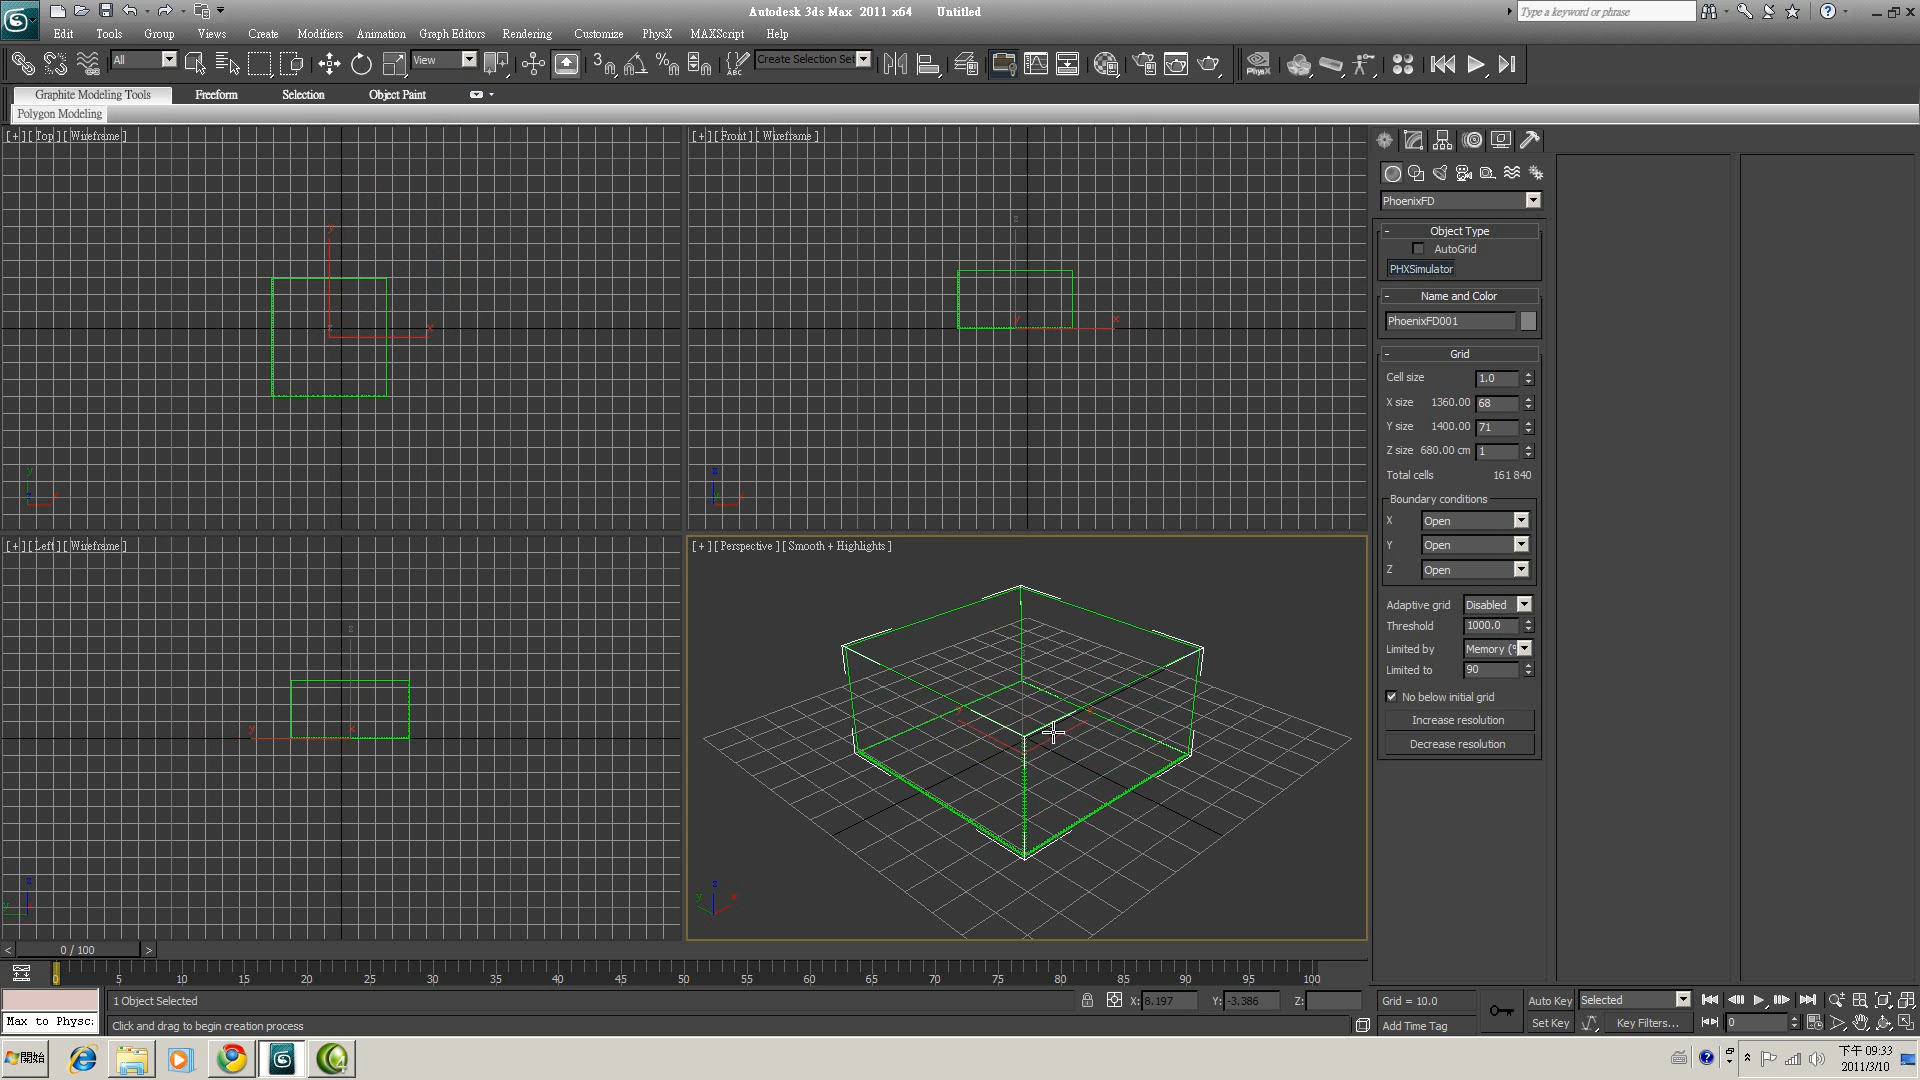 Autodesk 3ds Max 2011 x64 Untitled
Type a keyword or phrase
Edit Tools Group Views Create Modifiers Animation Graph Editors Rendering Customize PhysX MAXScript Help
All
View
Create Selection Set
Graphite Modeling Tools Freeform Selection Object Paint
Polygon Modeling
[ + ] [ Top ] [ Wireframe ]
[ + ] [ Front ] [ Wireframe ]
[ + ] [ Left ] [ Wireframe ]
[ + ] [ Perspective ] [ Smooth + Highlights ]
PhoenixFD
- Object Type
AutoGrid
PHXSimulator
- Name and Color
PhoenixFD001
- Grid
Cell size 1.0
X size 1360.00 68
Y size 1400.00 71
Z size 680.00 cm 1
Total cells 161 840
Boundary conditions
X Open
Y Open
Z Open
Adaptive grid Disabled
Threshold 1000.0
Limited by Memory (
Limited to 90
No below initial grid
Increase resolution
Decrease resolution
< 0 / 100 >
0 5 10 15 20 25 30 35 40 45 50 55 60 65 70 75 80 85 90 95 100
1 Object Selected
X: 8.197 Y: -3.386 Z:
Grid = 10.0
Auto Key Selected
Max to Physc:
Click and drag to begin creation process
Add Time Tag
Set Key Key Filters... 0
開始
下午 09:33
2011/3/10